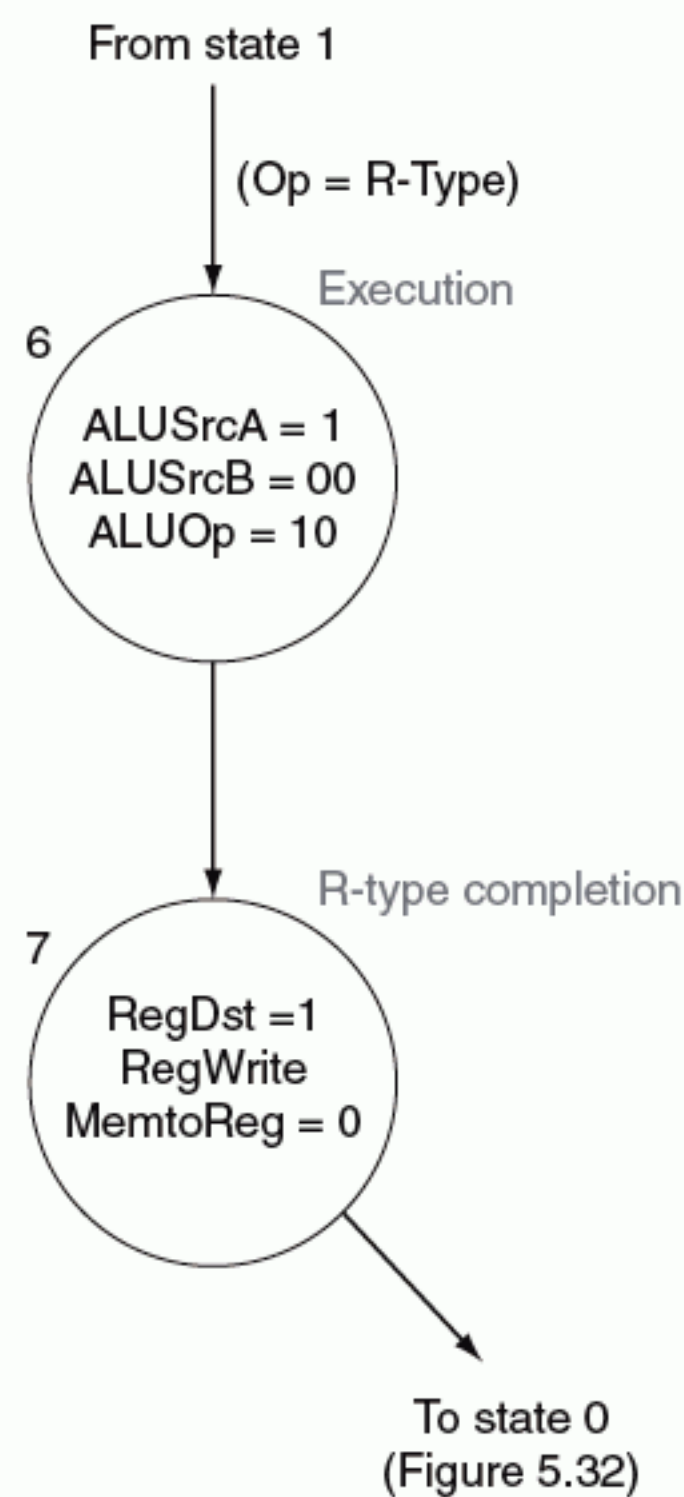 From state 1
(Op = R-Type)
Execution
6
ALUSrcA = 1
ALUSrcB = 00
ALUOp = 10
R-type completion
7
RegDst =1
RegWrite
MemtoReg = 0
To state 0
(Figure 5.32)